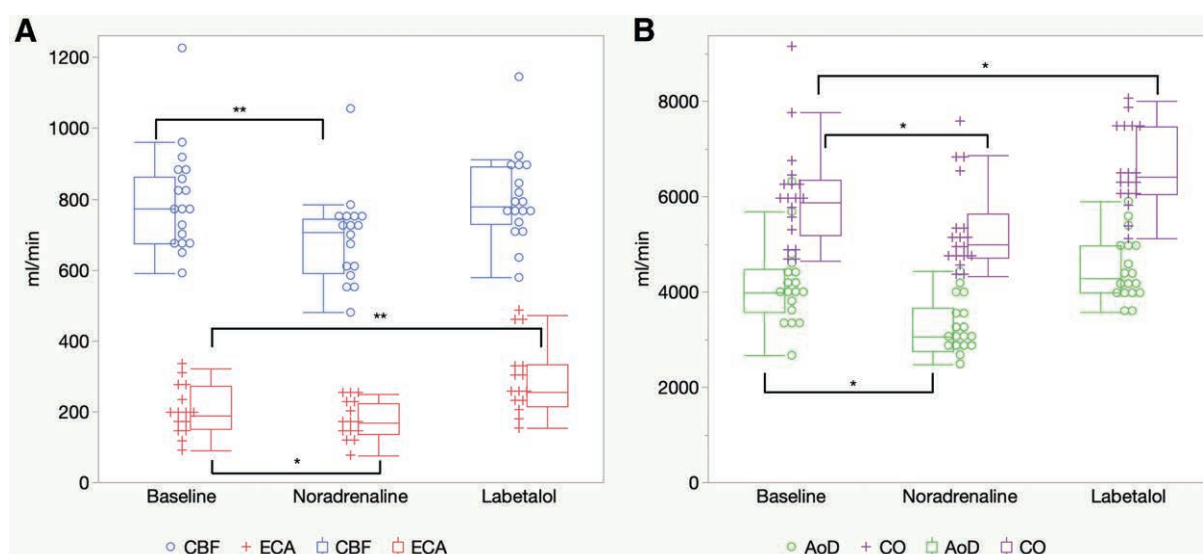 A
1200
1000
800
600
400
200
0
ml/min
**
**
*
Baseline Noradrenaline Labetalol
CBF ECA CBF ECA
B
8000
6000
4000
2000
0
ml/min
*
*
*
Baseline Noradrenaline Labetalol
AoD CO AoD CO